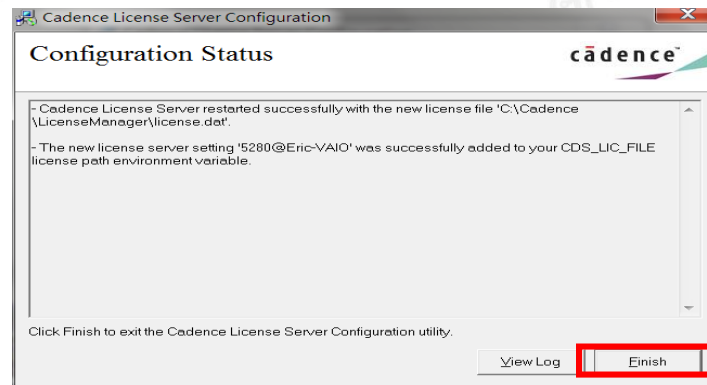 Cadence License Server Configuration
Configuration Status
cādence™
- Cadence License Server restarted successfully with the new license file 'C:\Cadence
\LicenseManager\license.dat'.
- The new license server setting '5280@Eric-VAIO' was successfully added to your CDS_LIC_FILE
license path environment variable.
Click Finish to exit the Cadence License Server Configuration utility.
View Log
Finish